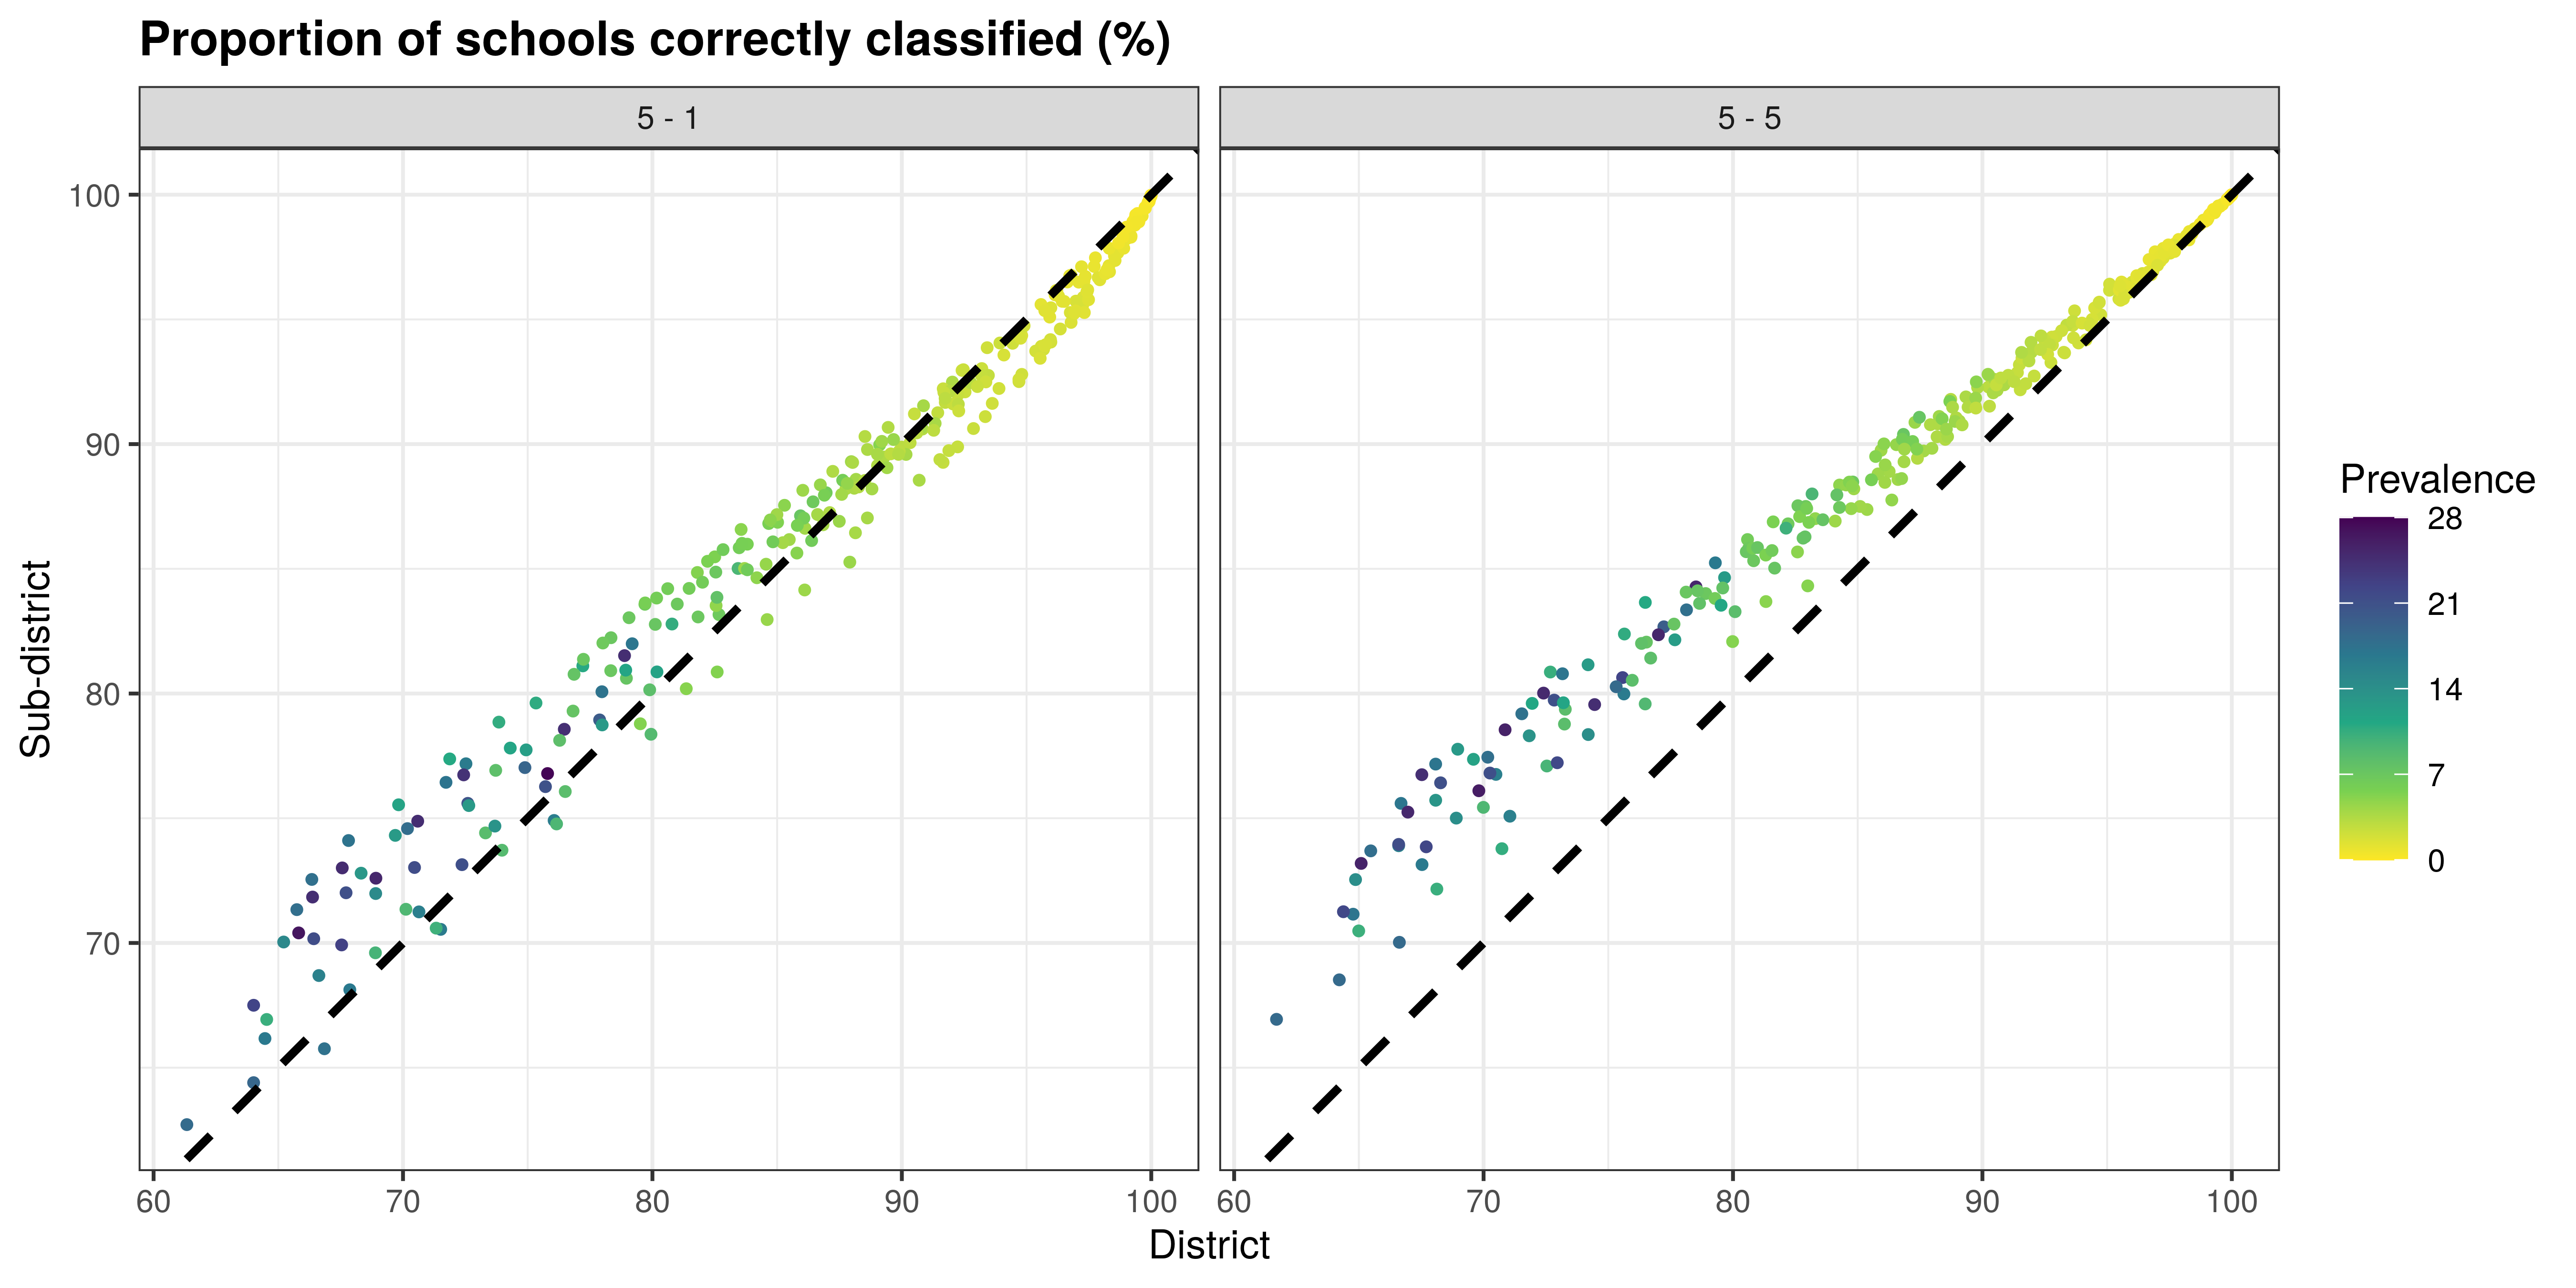 Proportion of schools correctly classified (%)
5 - 1
5 - 5
100
90
80
70
Sub-district
60 70 80 90 100
60 70 80 90 100
District
Prevalence
28
21
14
7
0